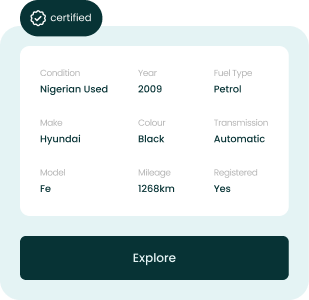 certified
Condition Year Fuel Type
Nigerian Used 2009 Petrol
Make Colour Transmission
Hyundai Black Automatic
Model Mileage Registered
Fe 1268km Yes
Explore